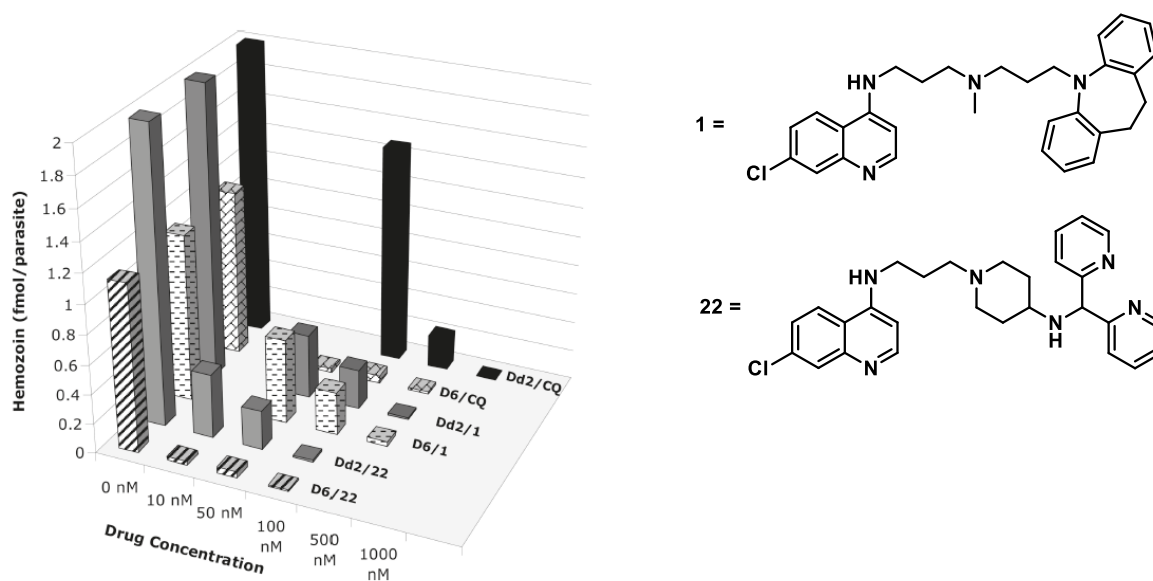 Hemozoin (fmol/parasite)
2
1.8
1.6
1.4
1.2
1
0.8
0.6
0.4
0.2
0
0 nM
10 nM
50 nM
100
nM
500
nM
1000
nM
Drug Concentration
Dd2/CQ
D6/CQ
Dd2/1
D6/1
Dd2/22
D6/22
1 =
HN
N
N
Cl
N
22 =
HN
N
N
H
N
N
Cl
N